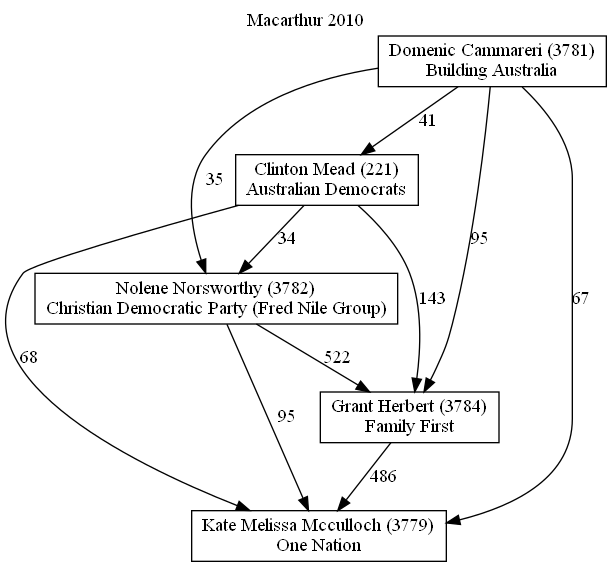 Macarthur 2010
Domenic Cammareri (3781)
Building Australia
41
Clinton Mead (221)
Australian Democrats
35
34
95
Nolene Norsworthy (3782)
Christian Democratic Party (Fred Nile Group)
143
67
68
522
Grant Herbert (3784)
Family First
95
486
Kate Melissa Mcculloch (3779)
One Nation